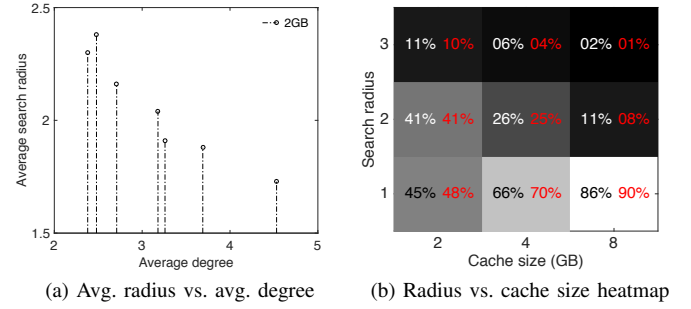 2.5
2GB
2
1.5
2
3
4
5
Average search radius
Average degree
(a) Avg. radius vs. avg. degree
3
11% 10% 06% 04% 02% 01%
2
41% 41% 26% 11% 08%
1
45% 48% 66% 70% 86% 90%
2
4
8
Search radius
Cache size (GB)
(b) Radius vs. cache size heatmap